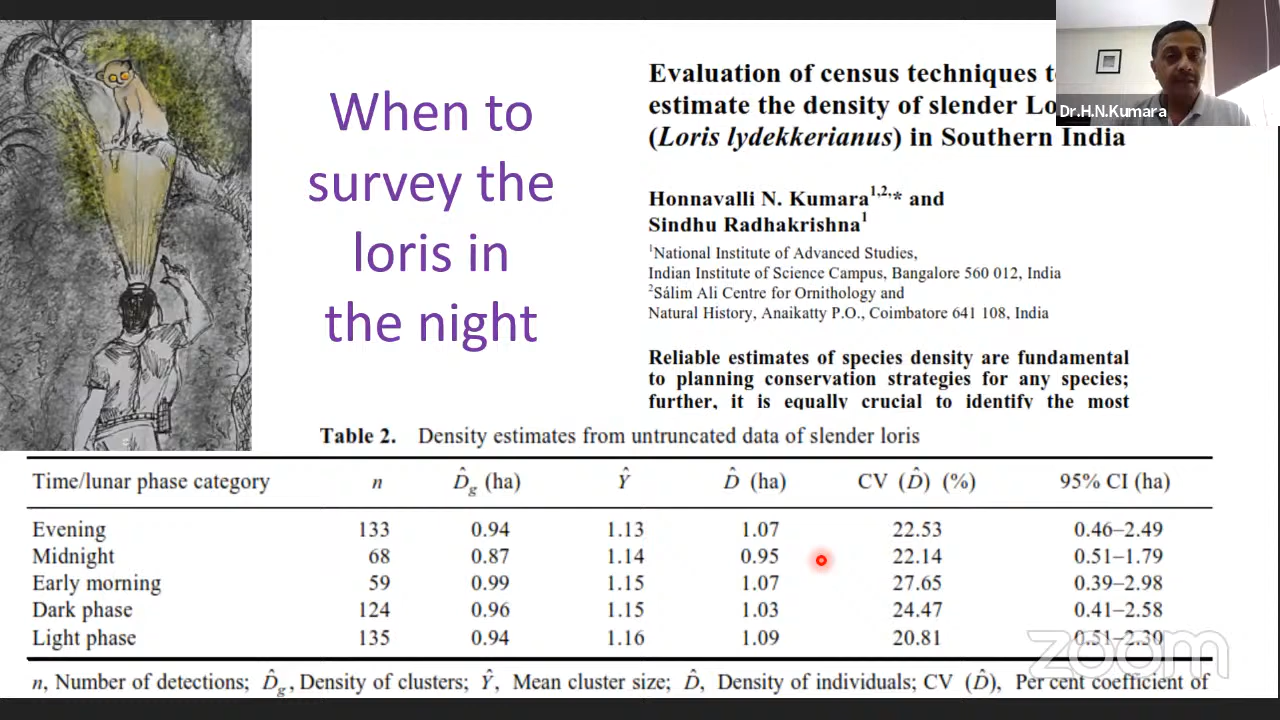 When to
survey the
loris in
the night
Evaluation of census techniques
estimate the density of slender
(Loris lydekkerianus) in Southern India
Honnavalli N. Kumara1,2,* and
Sindhu Radhakrishna1
1National Institute of Advanced Studies,
Indian Institute of Science Campus, Bangalore 560 012, India
2Sálim Ali Centre for Ornithology and
Natural History, Anaikatty P.O., Coimbatore 641 108, India
Reliable estimates of species density are fundamental
to planning conservation strategies for any species;
further, it is equally crucial to identify the most
Dr.H.N.Kumara
Table 2. Density estimates from untruncated data of slender loris
Time/lunar phase category n D̂g (ha) Ŷ D̂ (ha) CV (D̂) (%) 95% CI (ha)
Evening 133 0.94 1.13 1.07 22.53 0.46–2.49
Midnight 68 0.87 1.14 0.95 22.14 0.51–1.79
Early morning 59 0.99 1.15 1.07 27.65 0.39–2.98
Dark phase 124 0.96 1.15 1.03 24.47 0.41–2.58
Light phase 135 0.94 1.16 1.09 20.81 0.51–2.30
n, Number of detections; D̂g, Density of clusters; Ŷ, Mean cluster size; D̂, Density of individuals; CV (D̂), Per cent coefficient of
zoom